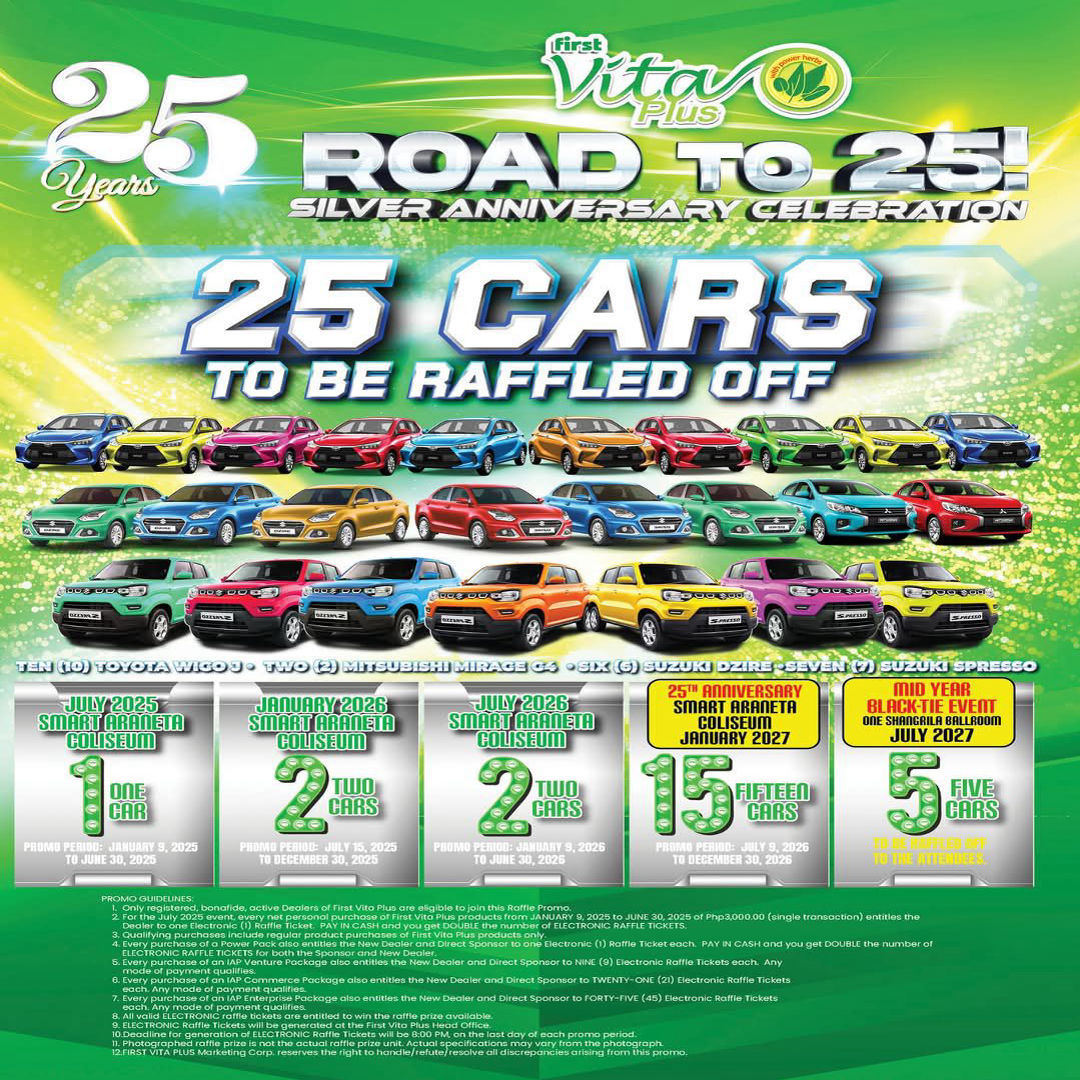 25
Years
first
Vita
Plus
with power herbs
ROAD TO 25!
SILVER ANNIVERSARY CELEBRATION
25 CARS
TO BE RAFFLED OFF
TEN (10) TOYOTA WIGO J • TWO (2) MITSUBISHI MIRAGE G4 • SIX (6) SUZUKI DZIRE • SEVEN (7) SUZUKI SPRESSO
JULY 2025
SMART ARANETA
COLISEUM
1 ONE
CAR
PROMO PERIOD: JANUARY 9, 2025
TO JUNE 30, 2025
JANUARY 2026
SMART ARANETA
COLISEUM
2 TWO
CARS
PROMO PERIOD: JULY 15, 2025
TO DECEMBER 30, 2025
JULY 2026
SMART ARANETA
COLISEUM
2 TWO
CARS
PROMO PERIOD: JANUARY 9, 2026
TO JUNE 30, 2026
25TH ANNIVERSARY
SMART ARANETA
COLISEUM
JANUARY 2027
15 FIFTEEN
CARS
PROMO PERIOD: JULY 9, 2026
TO DECEMBER 30, 2026
MID YEAR
BLACK-TIE EVENT
ONE SHANGRILA BALLROOM
JULY 2027
5 FIVE
CARS
TO BE RAFFLED OFF
TO THE ATTENDEES.
PROMO GUIDELINES:
1. Only registered, bonafide, active Dealers of First Vita Plus are eligible to join this Raffle Promo.
2. For the July 2025 event, every net personal purchase of First Vita Plus products from JANUARY 9, 2025 to JUNE 30, 2025 of Php3,000.00 (single transaction) entitles the
Dealer to one Electronic (1) Raffle Ticket. PAY IN CASH and you get DOUBLE the number of ELECTRONIC RAFFLE TICKETS.
3. Qualifying purchases include regular product purchases of First Vita Plus products only.
4. Every purchase of a Power Pack also entitles the New Dealer and Direct Sponsor to one Electronic (1) Raffle Ticket each. PAY IN CASH and you get DOUBLE the number of
ELECTRONIC RAFFLE TICKETS for both the Sponsor and New Dealer.
5. Every purchase of an IAP Venture Package also entitles the New Dealer and Direct Sponsor to NINE (9) Electronic Raffle Tickets each. Any
mode of payment qualifies.
6. Every purchase of an IAP Commerce Package also entitles the New Dealer and Direct Sponsor to TWENTY-ONE (21) Electronic Raffle Tickets
each. Any mode of payment qualifies.
7. Every purchase of an IAP Enterprise Package also entitles the New Dealer and Direct Sponsor to FORTY-FIVE (45) Electronic Raffle Tickets
each. Any mode of payment qualifies.
8. All valid ELECTRONIC raffle tickets are entitled to win the raffle prize available.
9. ELECTRONIC Raffle Tickets will be generated at the First Vita Plus Head Office.
10.Deadline for generation of ELECTRONIC Raffle Tickets will be 8:00 PM, on the last day of each promo period.
11. Photographed raffle prize is not the actual raffle prize unit. Actual specifications may vary from the photograph.
12.FIRST VITA PLUS Marketing Corp. reserves the right to handle/refute/resolve all discrepancies arising from this promo.